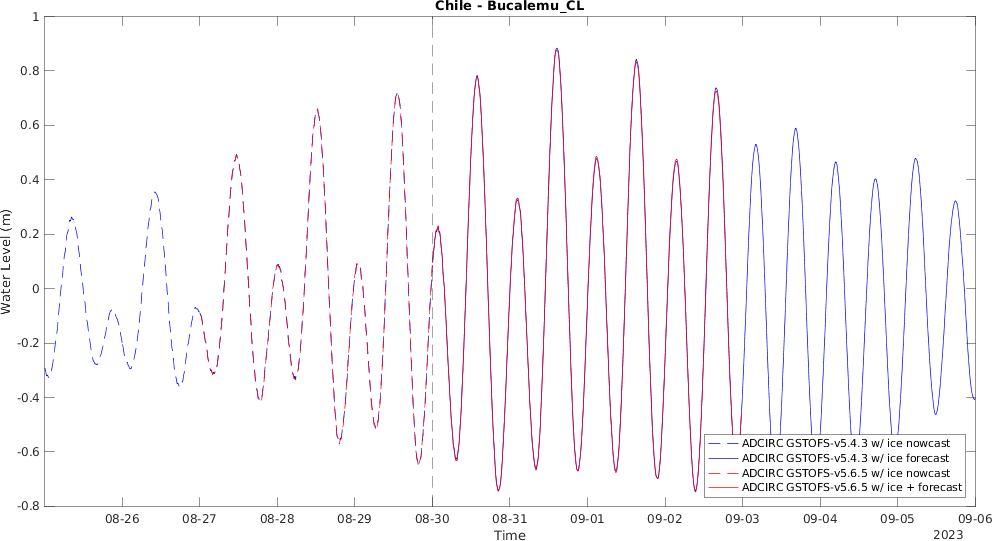 Chile - Bucalemu_CL
1
0.8
0.6
0.4
0.2
0
-0.2
-0.4
-0.6
-0.8
Water Level (m)
ADCIRC GSTOFS-v5.4.3 w/ ice nowcast
ADCIRC GSTOFS-v5.4.3 w/ ice forecast
ADCIRC GSTOFS-v5.6.5 w/ ice nowcast
ADCIRC GSTOFS-v5.6.5 w/ ice + forecast
08-26 08-27 08-28 08-29 08-30 08-31 09-01 09-02 09-03 09-04 09-05 09-06
Time
2023